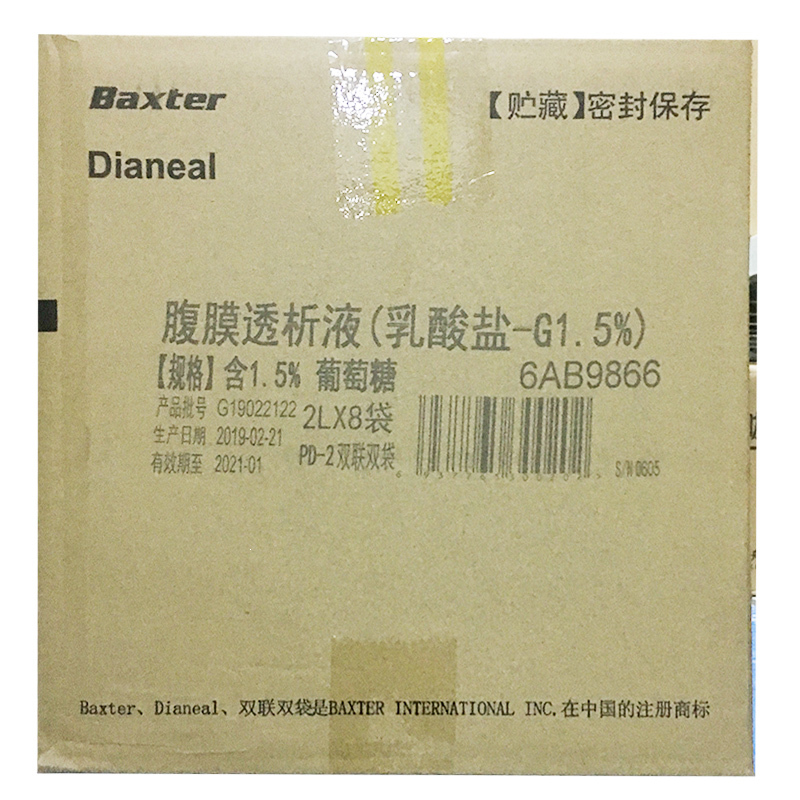 Baxter
【贮藏】密封保存
Dianeal
腹膜透析液(乳酸盐-G1.5%)
【规格】含1.5% 葡萄糖
6AB9866
产品批号 G19022122
2LX8袋
生产日期 2019-02-21
PD-2双联双袋
有效期至 2021-01
S/N 0605
Baxter、Dianeal、双联双袋是BAXTER INTERNATIONAL INC.在中国的注册商标